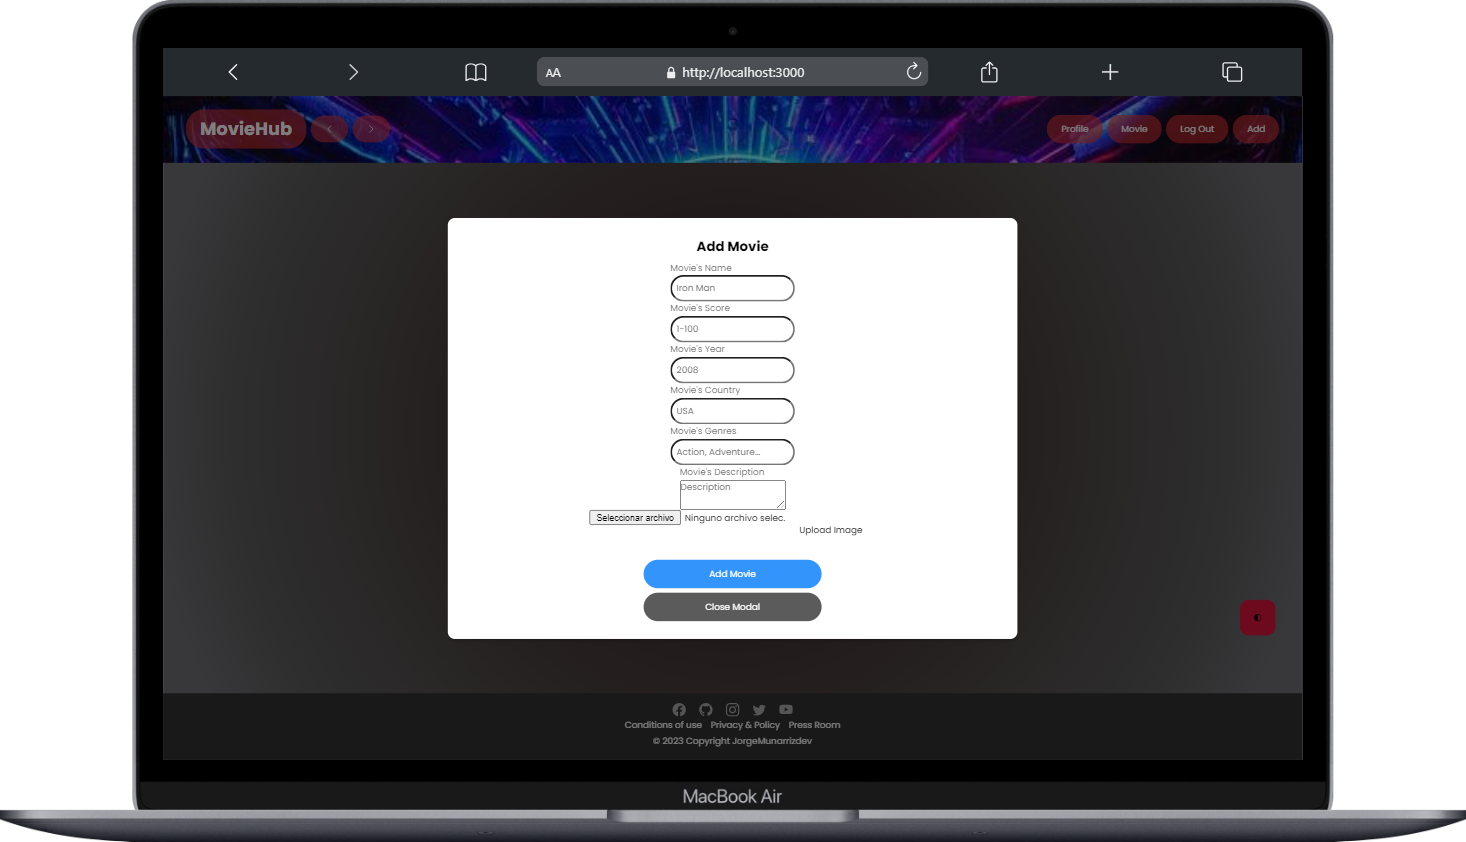 AA http://localhost:3000
MovieHub < > Profile Movie Log Out Add
Add Movie
Movie's Name
Iron Man
Movie's Score
1-100
Movie's Year
2008
Movie's Country
USA
Movie's Genres
Action, Adventure...
Movie's Description
Description
Seleccionar archivo Ninguno archivo selec.
Upload Image
Add Movie
Close Modal
Conditions of use Privacy & Policy Press Room
© 2023 Copyright JorgeMunarrizdev
MacBook Air